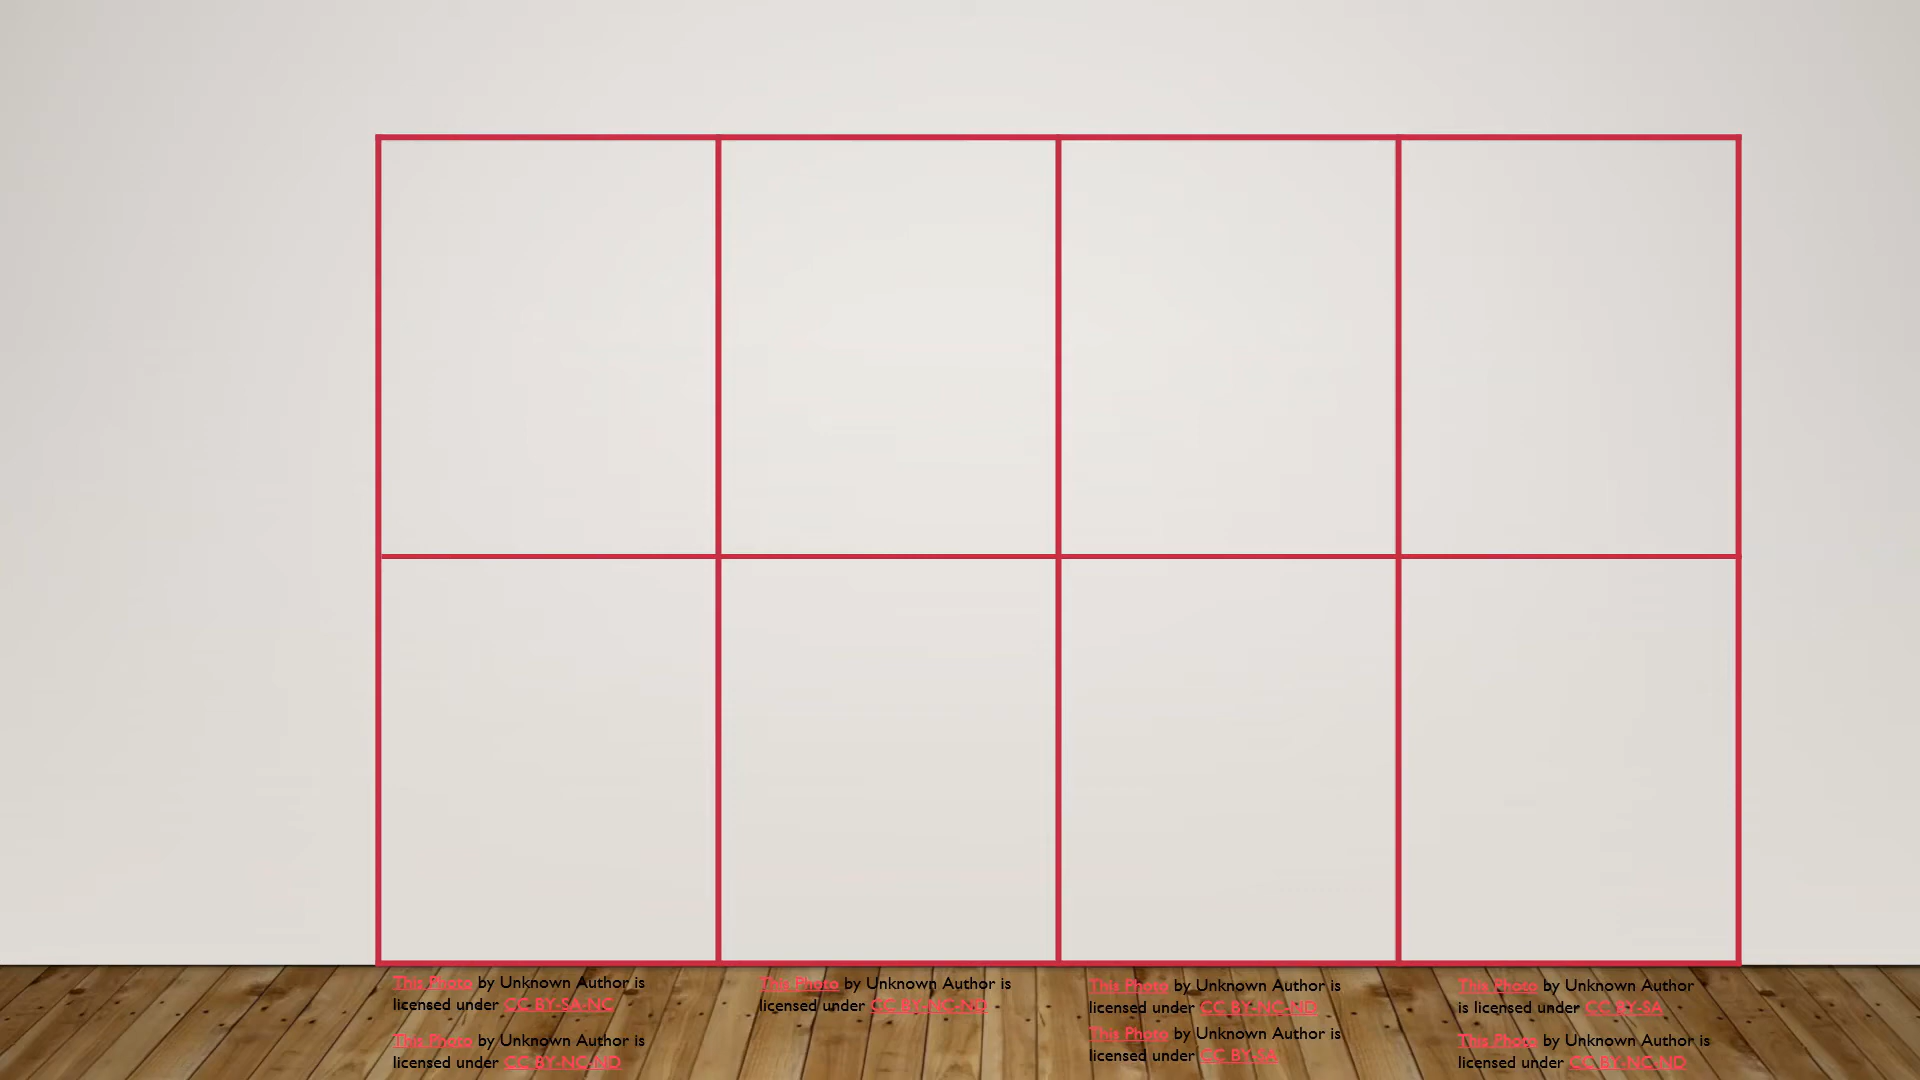 This Photo by Unknown Author is
licensed under CC BY-SA-NC
This Photo by Unknown Author is
licensed under CC BY-NC-ND
This Photo by Unknown Author is
licensed under CC BY-NC-ND
This Photo by Unknown Author is
licensed under CC BY-NC-ND
This Photo by Unknown Author is
licensed under CC BY-SA
This Photo by Unknown Author
is licensed under CC BY-SA
This Photo by Unknown Author is
licensed under CC BY-NC-ND